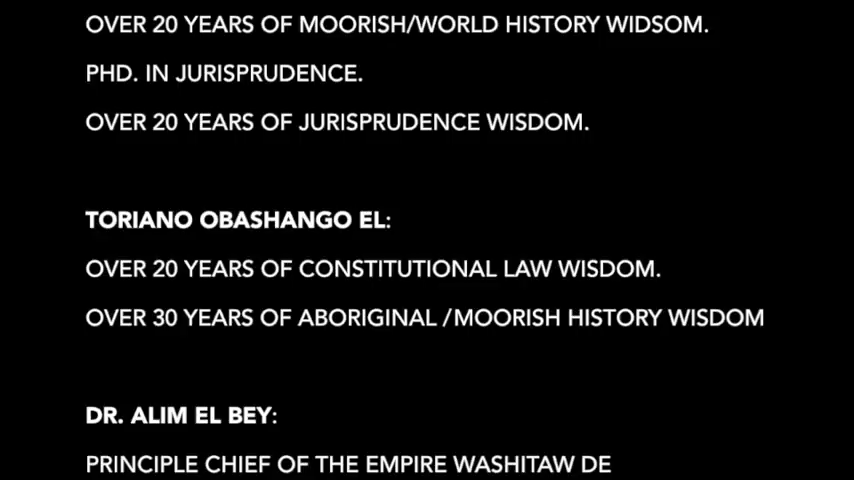 OVER 20 YEARS OF MOORISH/WORLD HISTORY WIDSOM.
PHD. IN JURISPRUDENCE.
OVER 20 YEARS OF JURISPRUDENCE WISDOM.
TORIANO OBASHANGO EL:
OVER 20 YEARS OF CONSTITUTIONAL LAW WISDOM.
OVER 30 YEARS OF ABORIGINAL /MOORISH HISTORY WISDOM
DR. ALIM EL BEY:
PRINCIPLE CHIEF OF THE EMPIRE WASHITAW DE